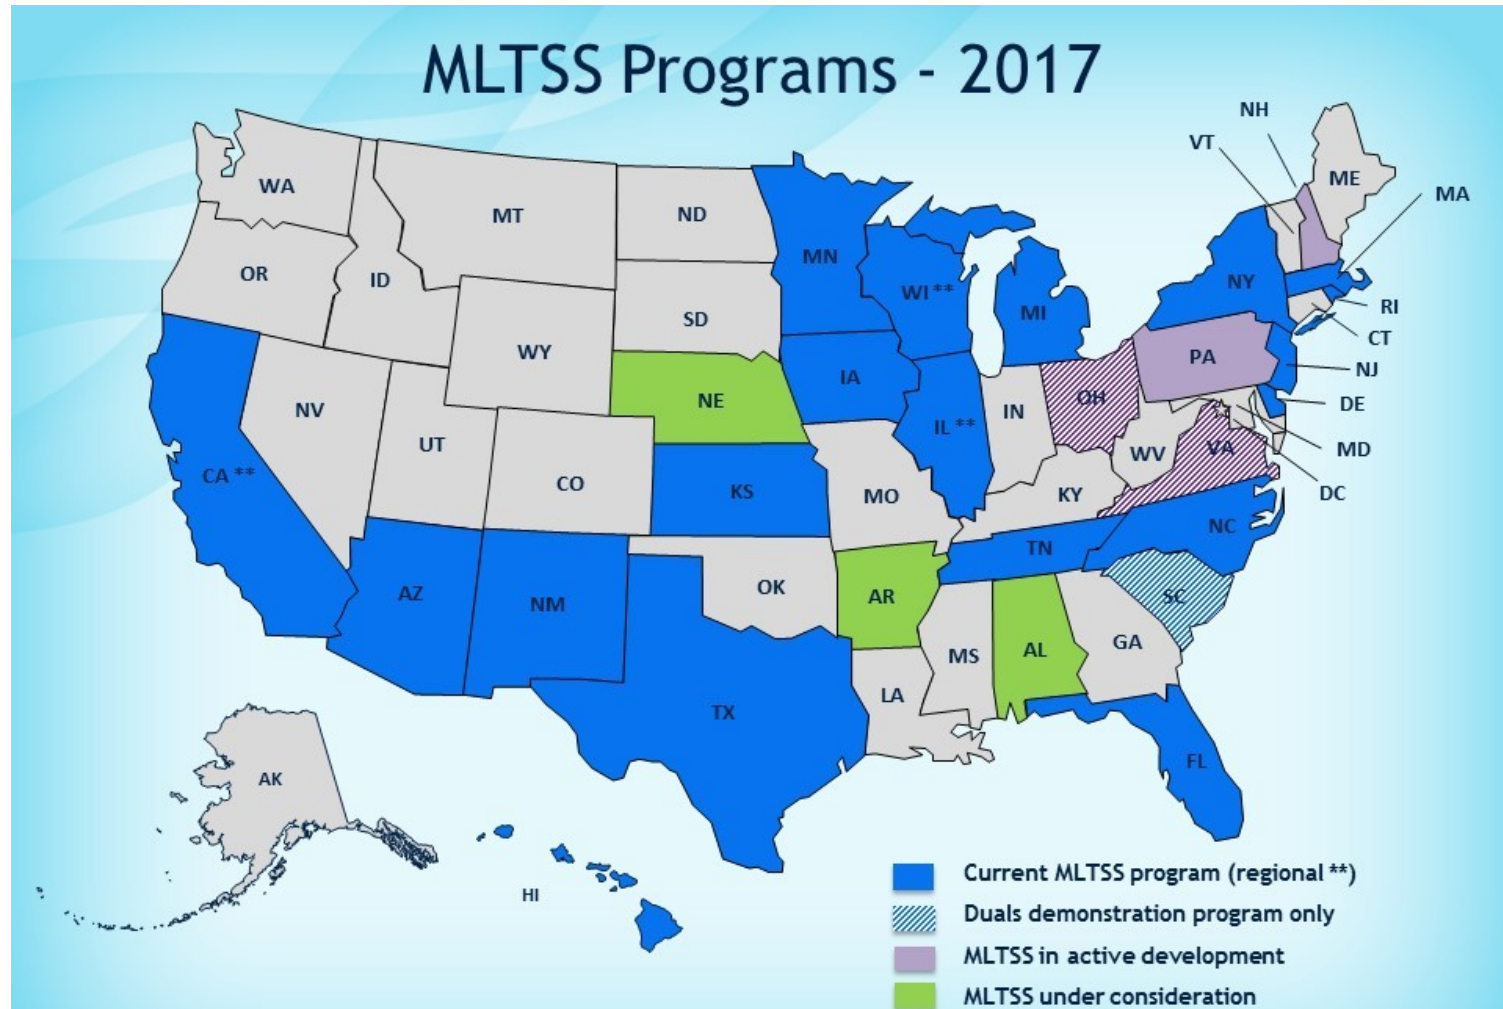 MLTSS Programs - 2017
NH
VT
WA
ME
MA
MT
ND
OR
ID
MN
WI **
NY
MI
RI
SD
CT
WY
PA
NJ
IA
NE
NV
IN
OH
DE
IL **
UT
MD
WV
VA
CA **
CO
KS
MO
KY
DC
NC
TN
AZ
NM
OK
AR
SC
GA
MS
AL
LA
TX
FL
AK
HI
Current MLTSS program (regional **)
Duals demonstration program only
MLTSS in active development
MLTSS under consideration